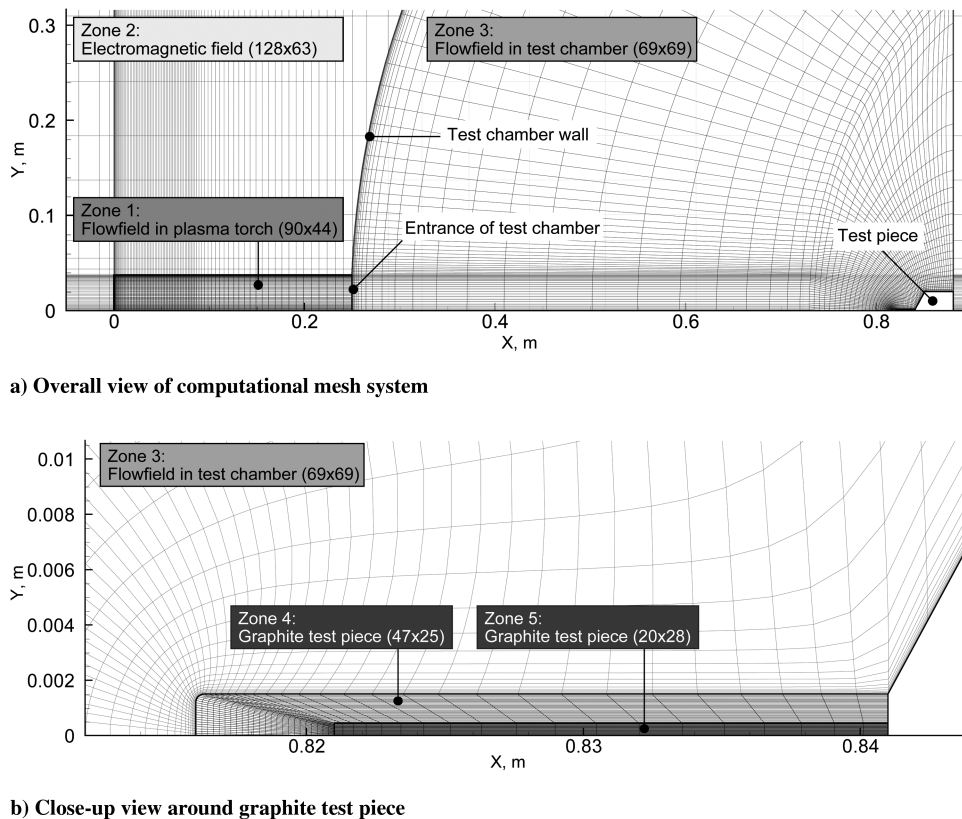 0.3
Zone 2:
Electromagnetic field (128x63)
Zone 3:
Flowfield in test chamber (69x69)
0.2
Test chamber wall
Y, m
Zone 1:
Flowfield in plasma torch (90x44)
0.1
Entrance of test chamber
Test piece
0
0 0.2 0.4 0.6 0.8
X, m
a) Overall view of computational mesh system
Zone 3:
Flowfield in test chamber (69x69)
0.01
0.008
0.006
Y, m
0.004
Zone 4:
Graphite test piece (47x25)
Zone 5:
Graphite test piece (20x28)
0.002
0
0.82 0.83 0.84
X, m
b) Close-up view around graphite test piece